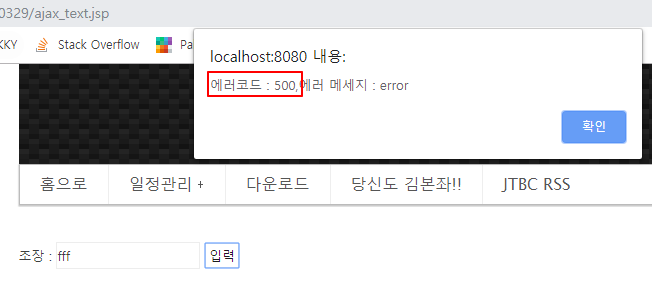 0329/ajax_text.jsp
KKY Stack Overflow Pa
localhost:8080 내용:
에러코드 : 500,에러 메세지 : error
확인
홈으로 일정관리 + 다운로드 당신도 김본좌!! JTBC RSS
조장 : fff 입력